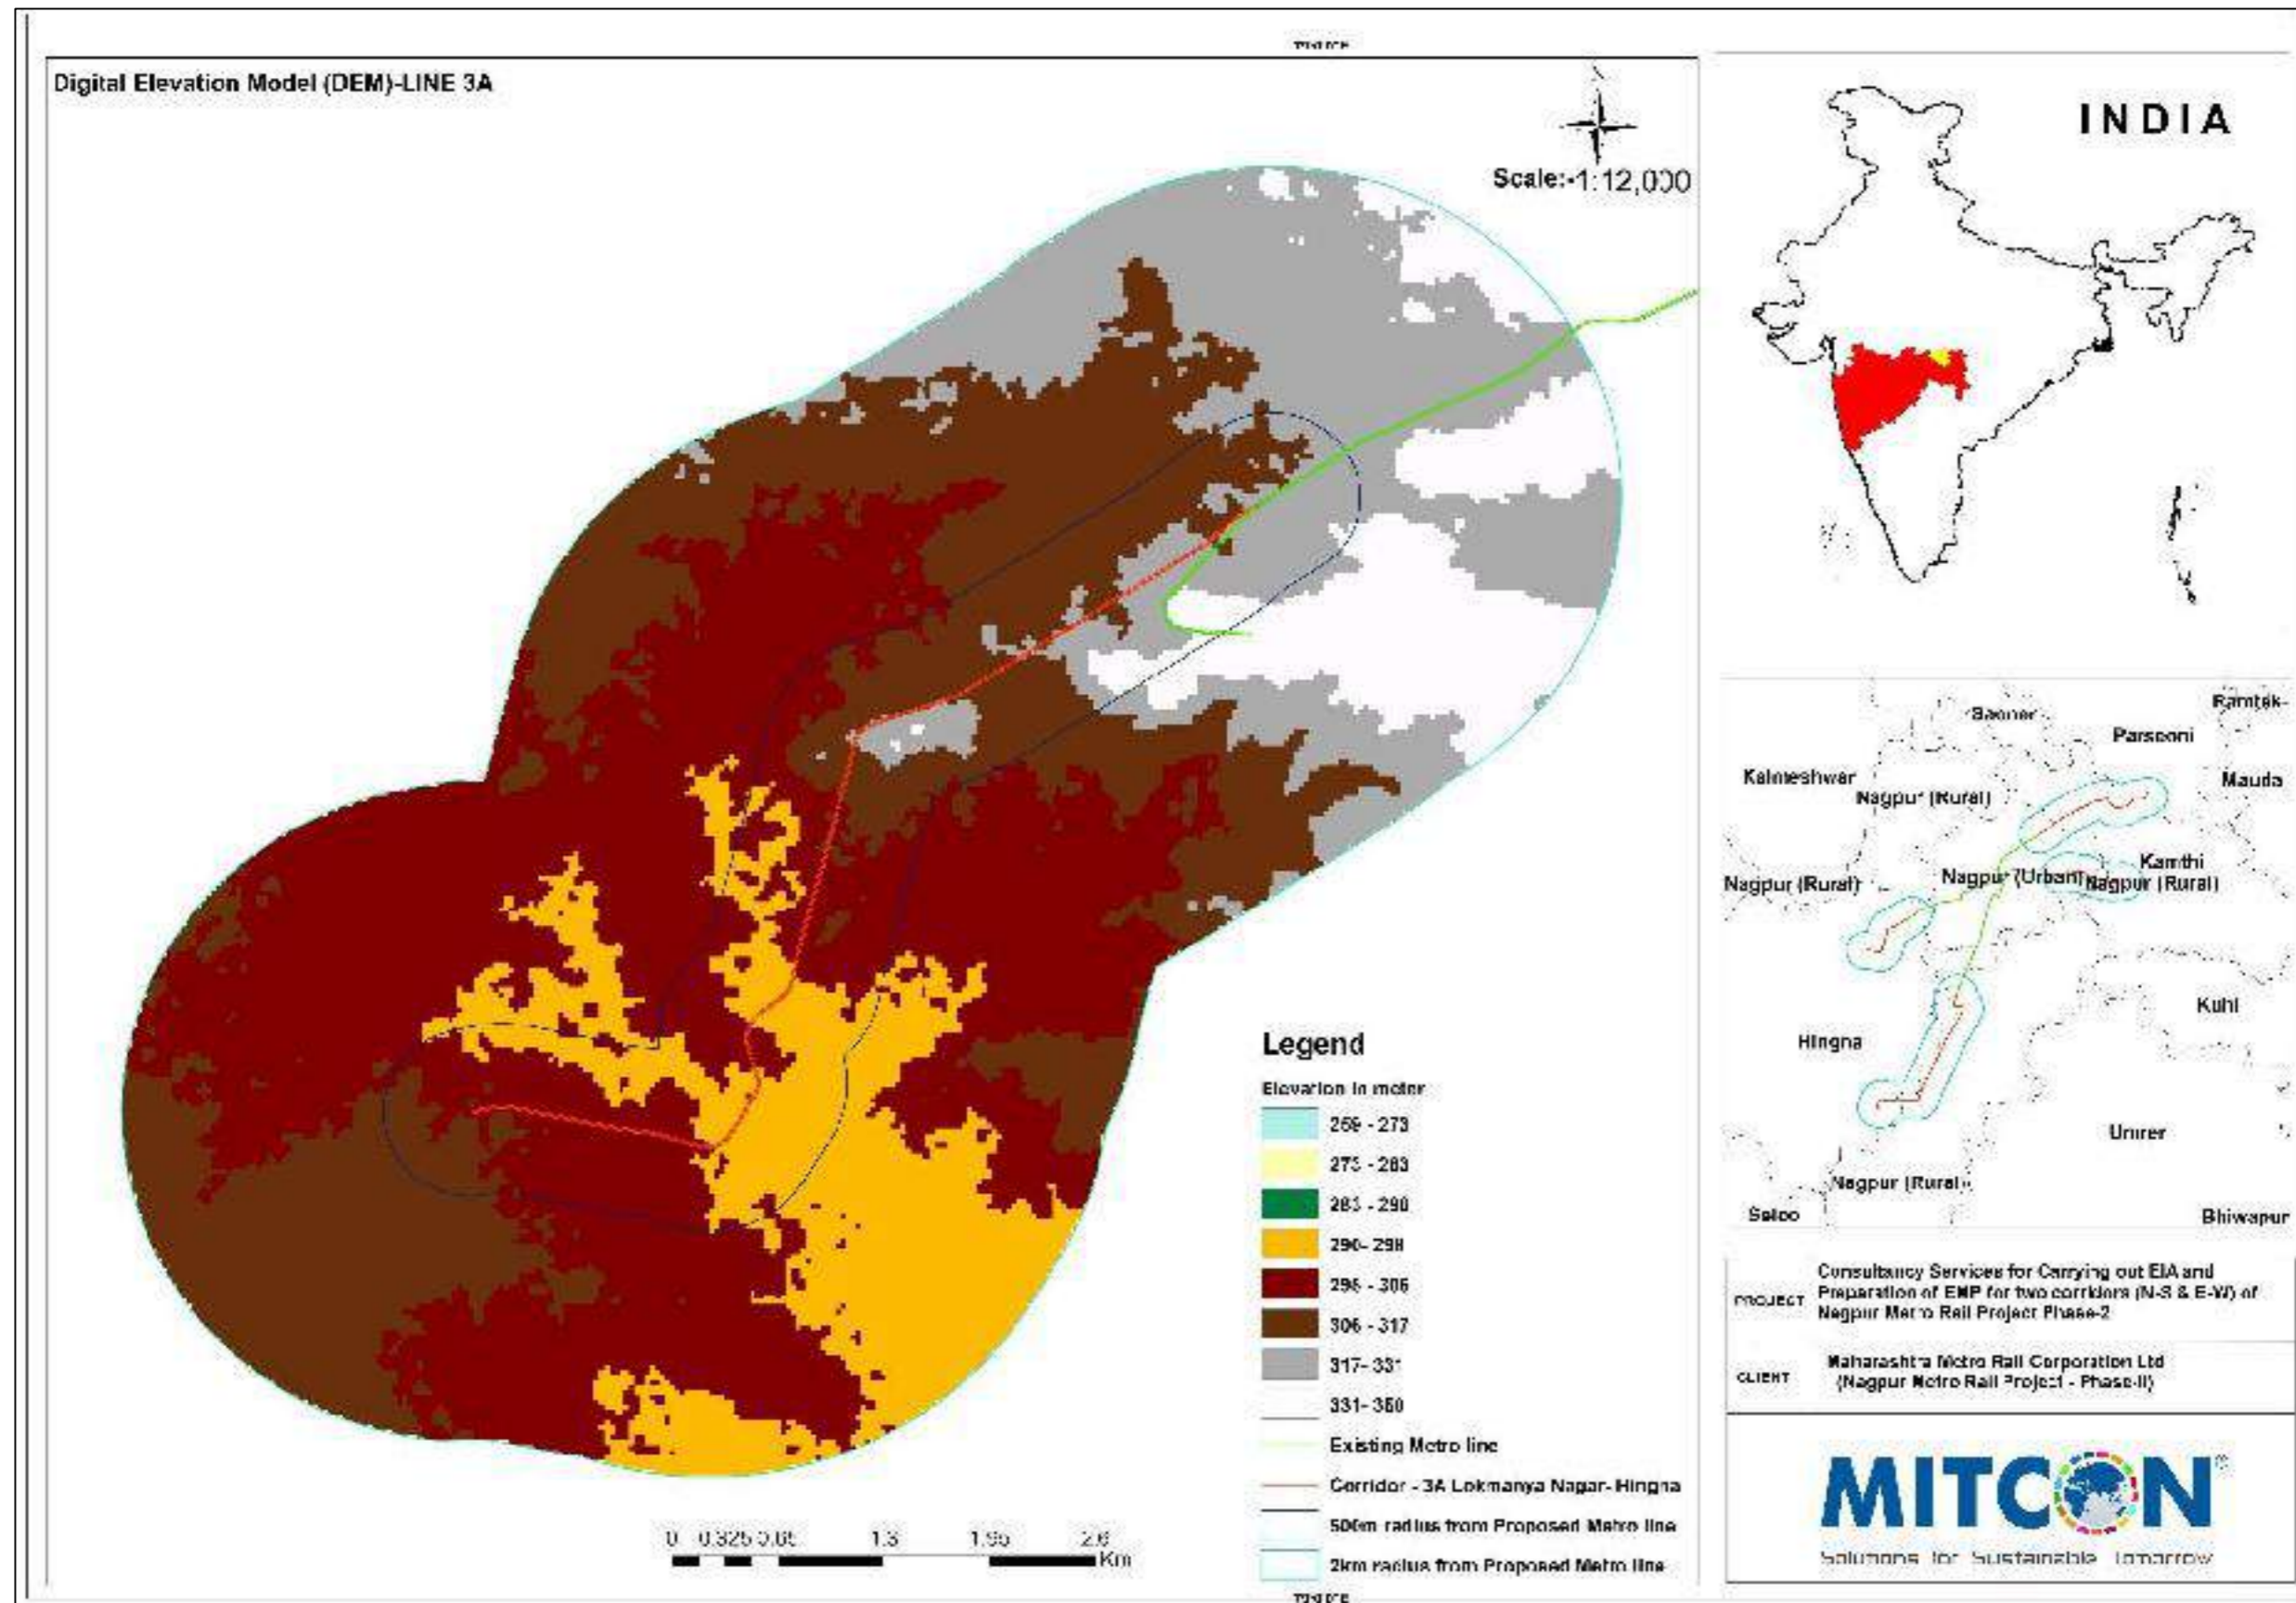 Digital Elevation Model (DEM)-LINE 3A
Scale:-1:12,000
Legend
Elevation in meter
259 - 273
273 - 283
283 - 290
290- 298
298 - 306
306 - 317
317- 331
331- 350
Existing Metro line
Corridor - 3A Lokmanya Nagar- Hingna
500m radius from Proposed Metro line
2km radius from Proposed Metro line
0 0.325 0.65 1.3 1.95 2.6
Km
INDIA
Saoner
Ramtek
Parseoni
Kalmeshwar
Nagpur (Rural)
Mauda
Kamthi
Nagpur (Rural)
Nagpur (Urban)
Nagpur (Rural)
Kuhi
Hingna
Umrer
Nagpur (Rural)
Seloo
Bhiwapur
PROJECT
Consultancy Services for Carrying out EIA and
Preparation of EMP for two corridors (N-S & E-W) of
Nagpur Metro Rail Project Phase-2
CLIENT
Maharashtra Metro Rail Corporation Ltd
(Nagpur Metro Rail Project - Phase-II)
MITCON®
Solutions for Sustainable Tomorrow